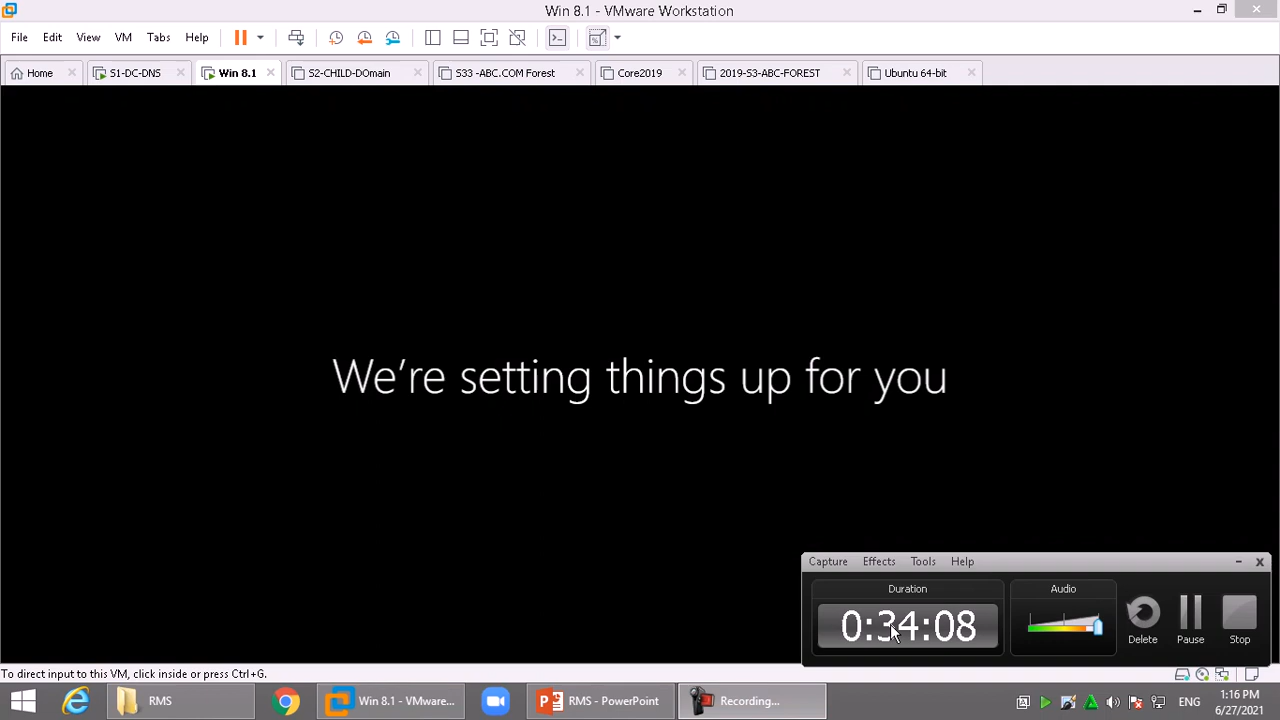 Win 8.1 - VMware Workstation
File Edit View VM Tabs Help
Home S1-DC-DNS Win 8.1 S2-CHILD-DOmain S33 -ABC.COM Forest Core2019 2019-S3-ABC-FOREST Ubuntu 64-bit
We're setting things up for you
Capture Effects Tools Help
Duration Audio
0:34:08
Delete Pause Stop
To direct input to this VM, click inside or press Ctrl+G.
RMS Win 8.1 - VMware... RMS - PowerPoint Recording... ENG 1:16 PM
6/27/2021